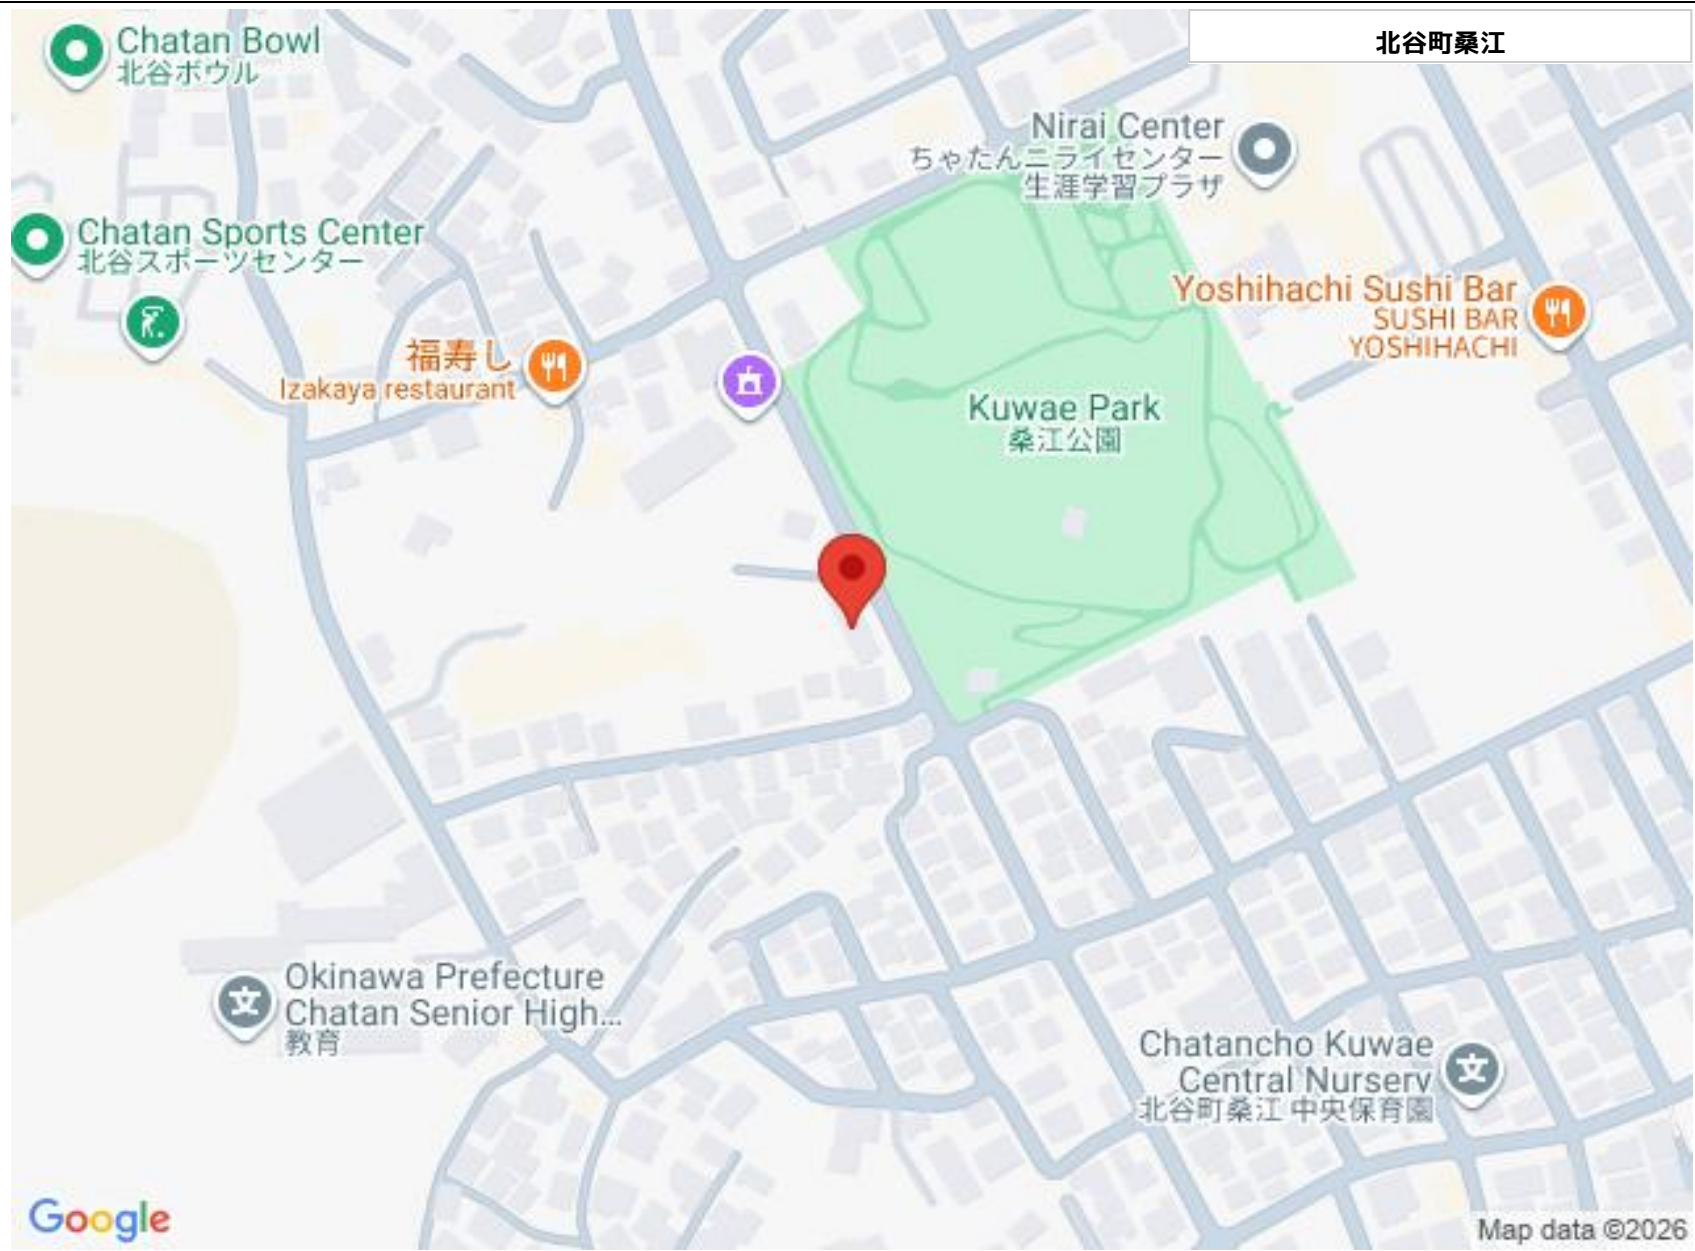 北谷町桑江
Chatan Bowl
北谷ボウル
Nirai Center
ちゃたんニライセンター
生涯学習プラザ
Chatan Sports Center
北谷スポーツセンター
Yoshihachi Sushi Bar
SUSHI BAR
YOSHIHACHI
福寿し
Izakaya restaurant
Kuwae Park
桑江公園
Okinawa Prefecture
Chatan Senior High...
教育
文
Chatancho Kuwae
Central Nursery
北谷町桑江 中央保育園
文
Google
Map data ©2026